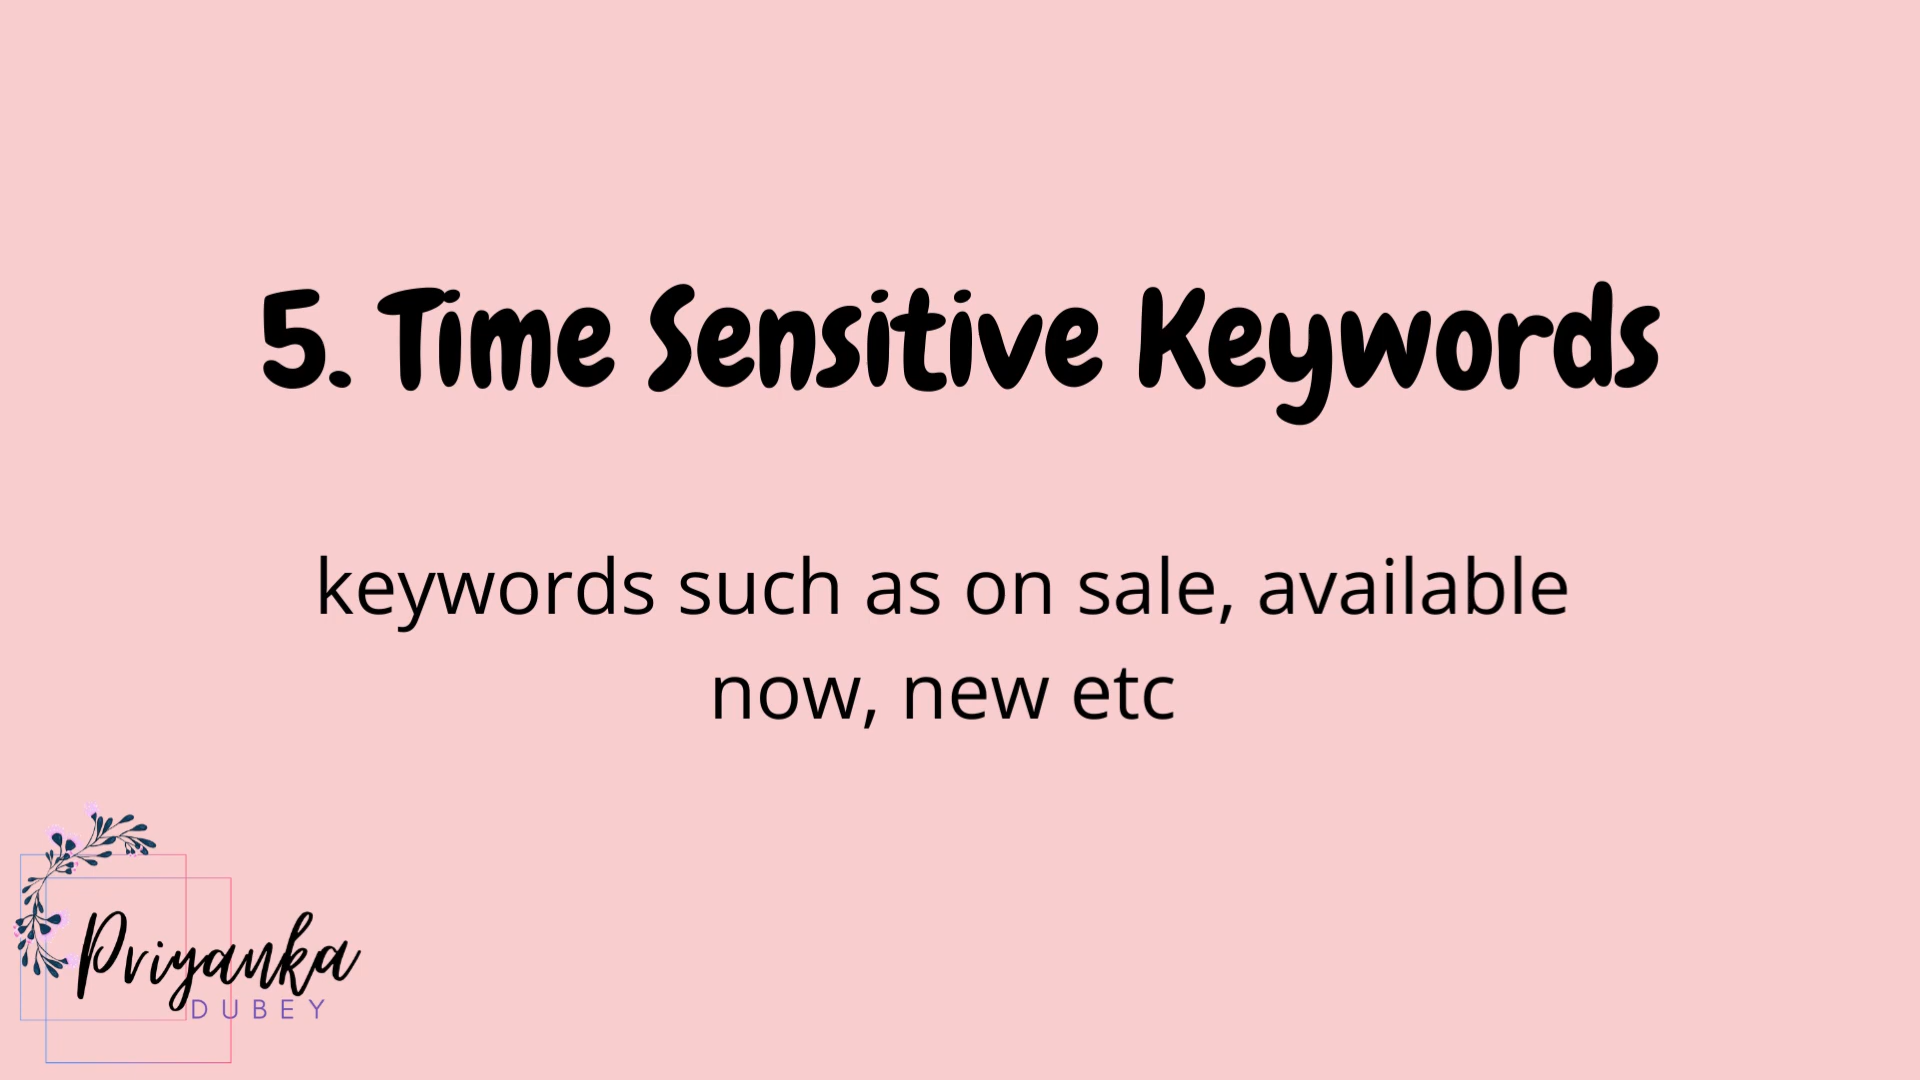 5. Time Sensitive Keywords
keywords such as on sale, available
now, new etc
Priyanka
DUBEY